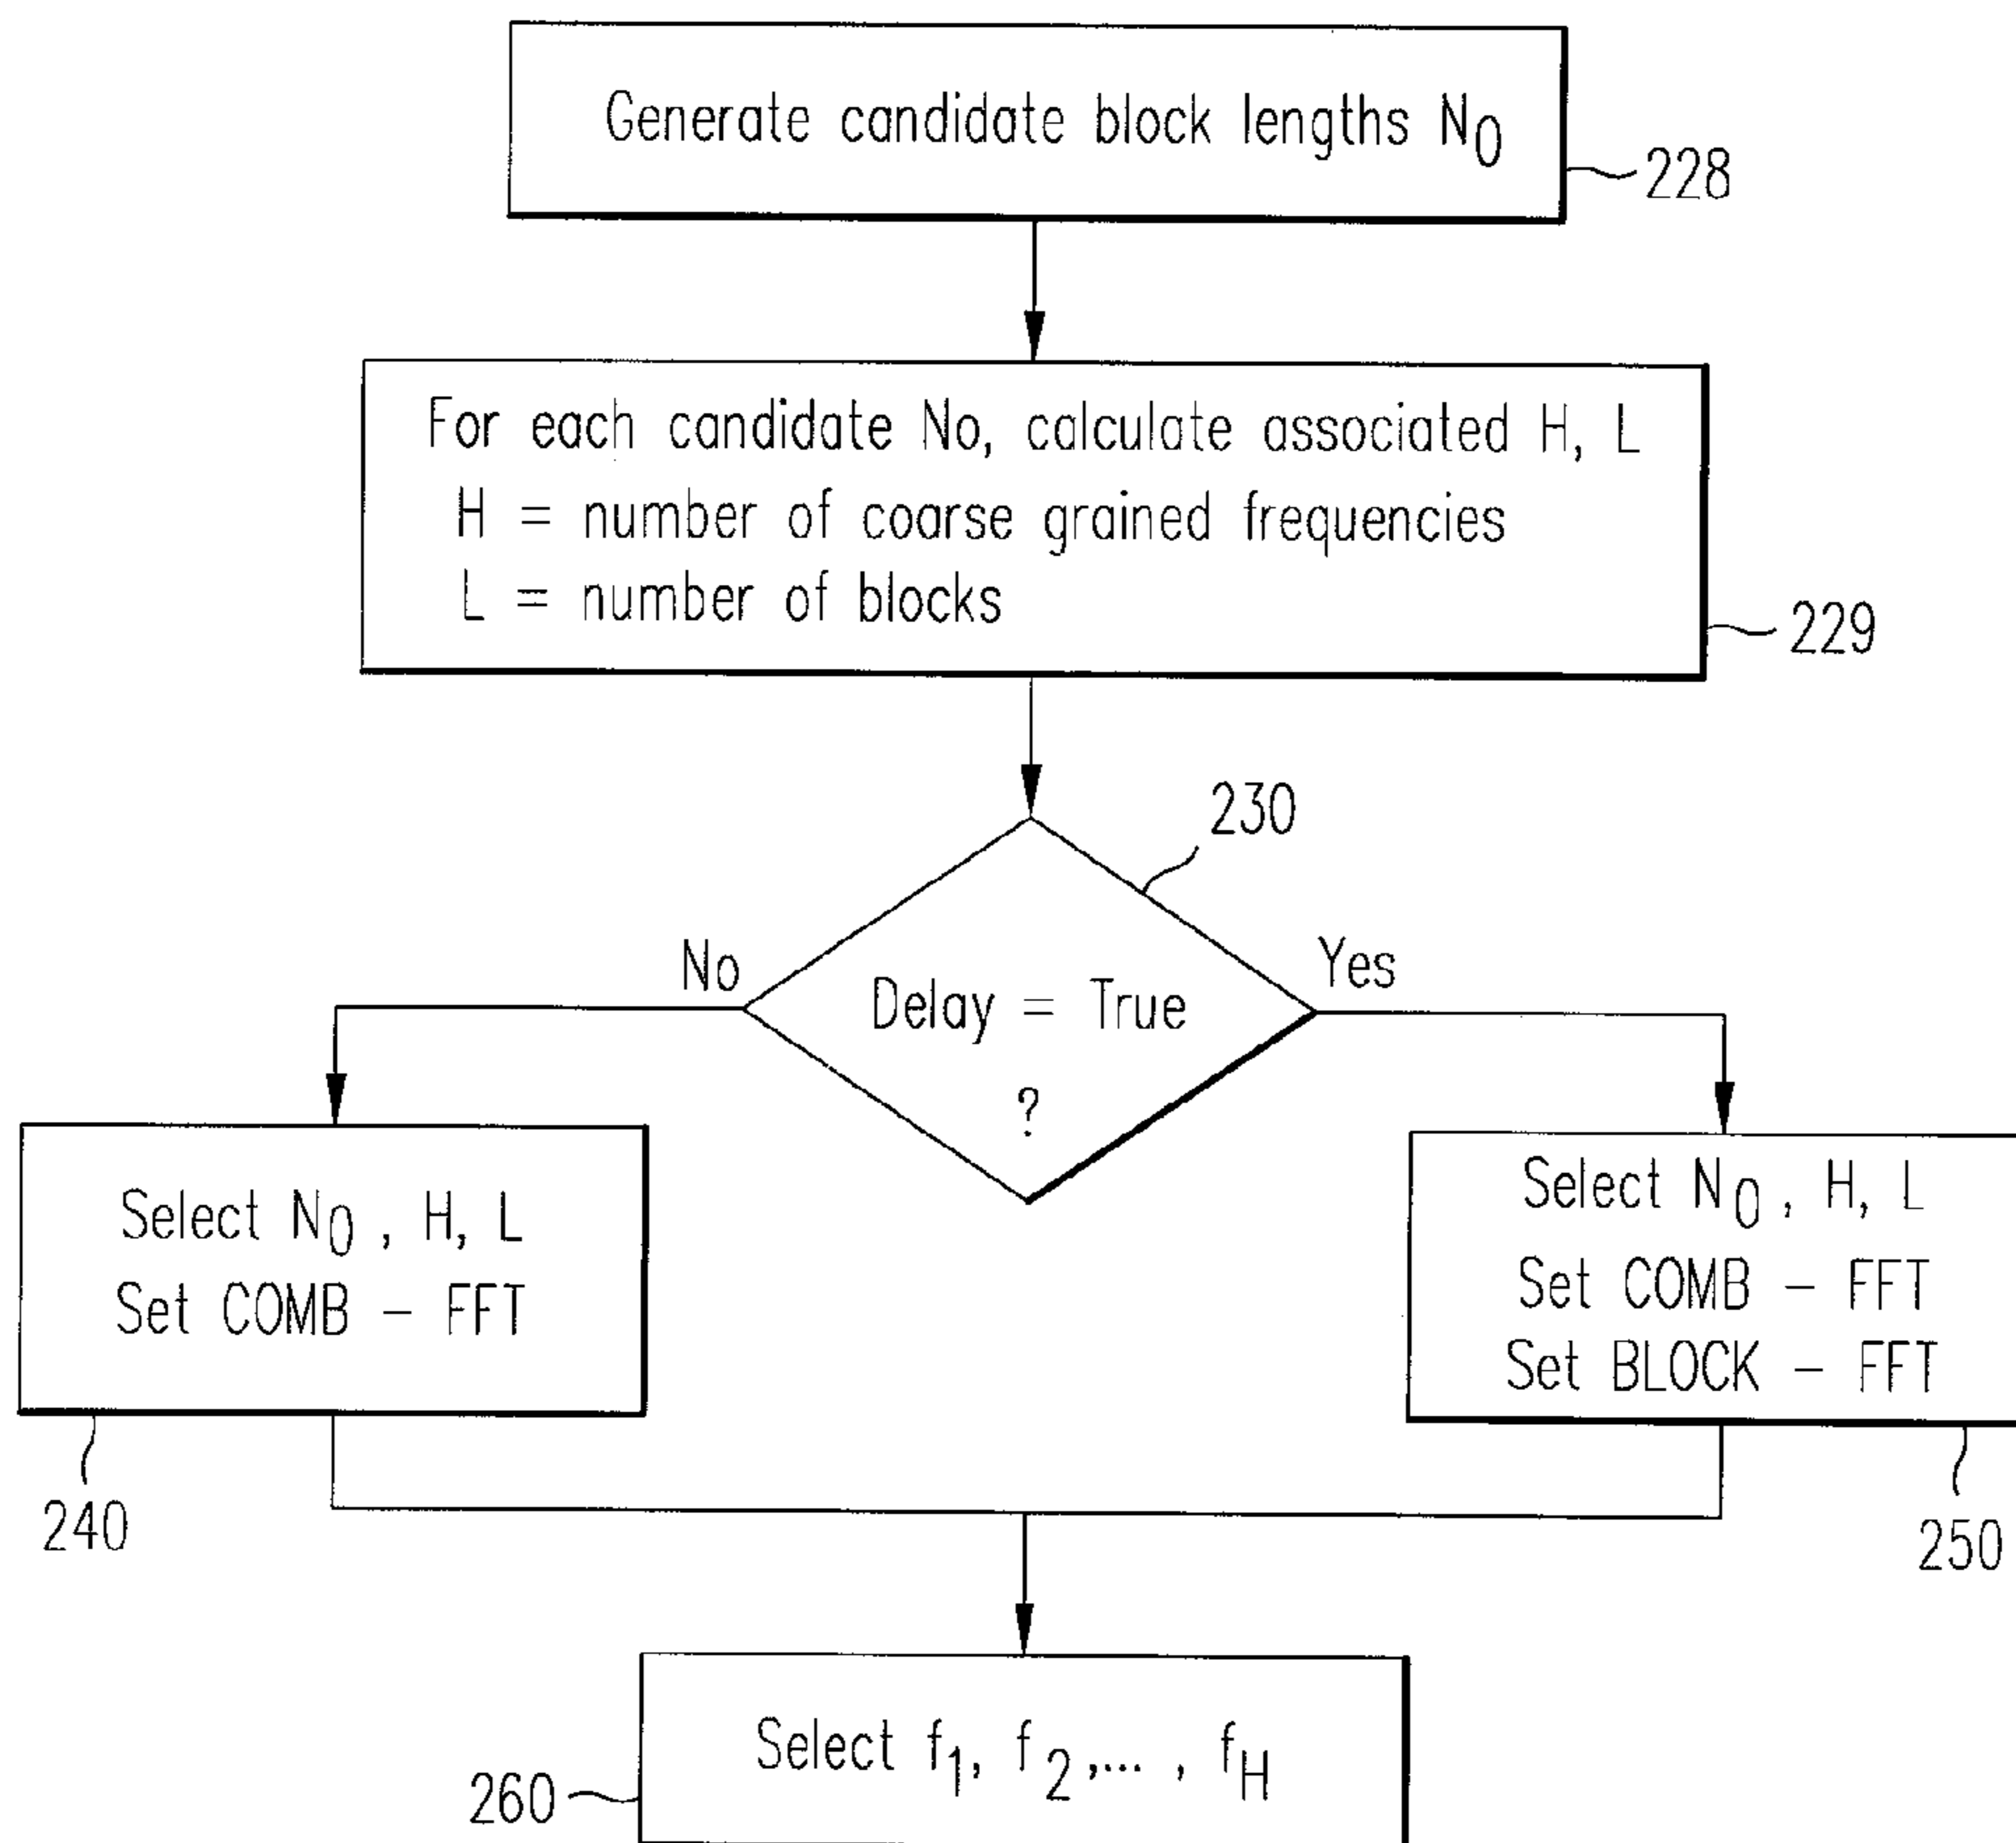 Generate candidate block lengths N0
228
For each candidate No, calculate associated H, L
H = number of coarse grained frequencies
L = number of blocks
229
230
No
Yes
Delay = True
?
Select N0 , H, L
Set COMB – FFT
240
Select N0 , H, L
Set COMB – FFT
Set BLOCK – FFT
250
Select f1, f2 ,... , fH
260